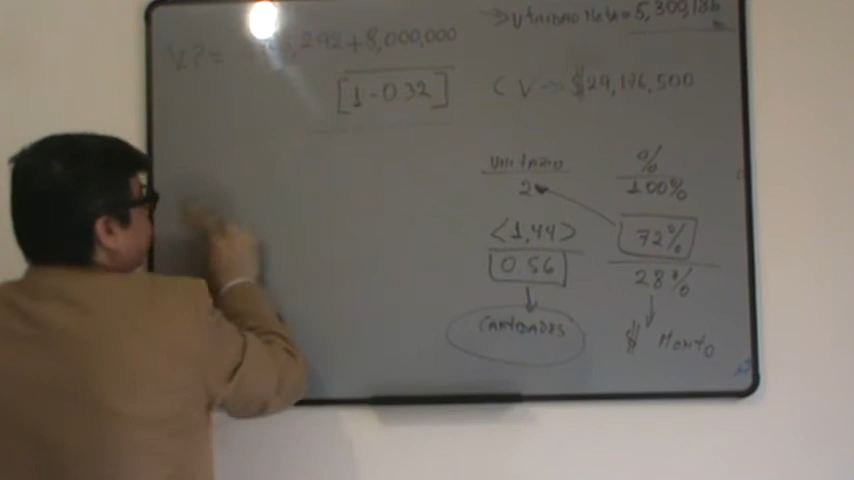 → Utilidad Neta = 5,300,186
V.P = ,292 + 8,000,000
[1 - 0.32]
CV → $29,176,500
Unitario %
2 100%
<1,44> 72%
0.56 28%
Cantidades $ Monto